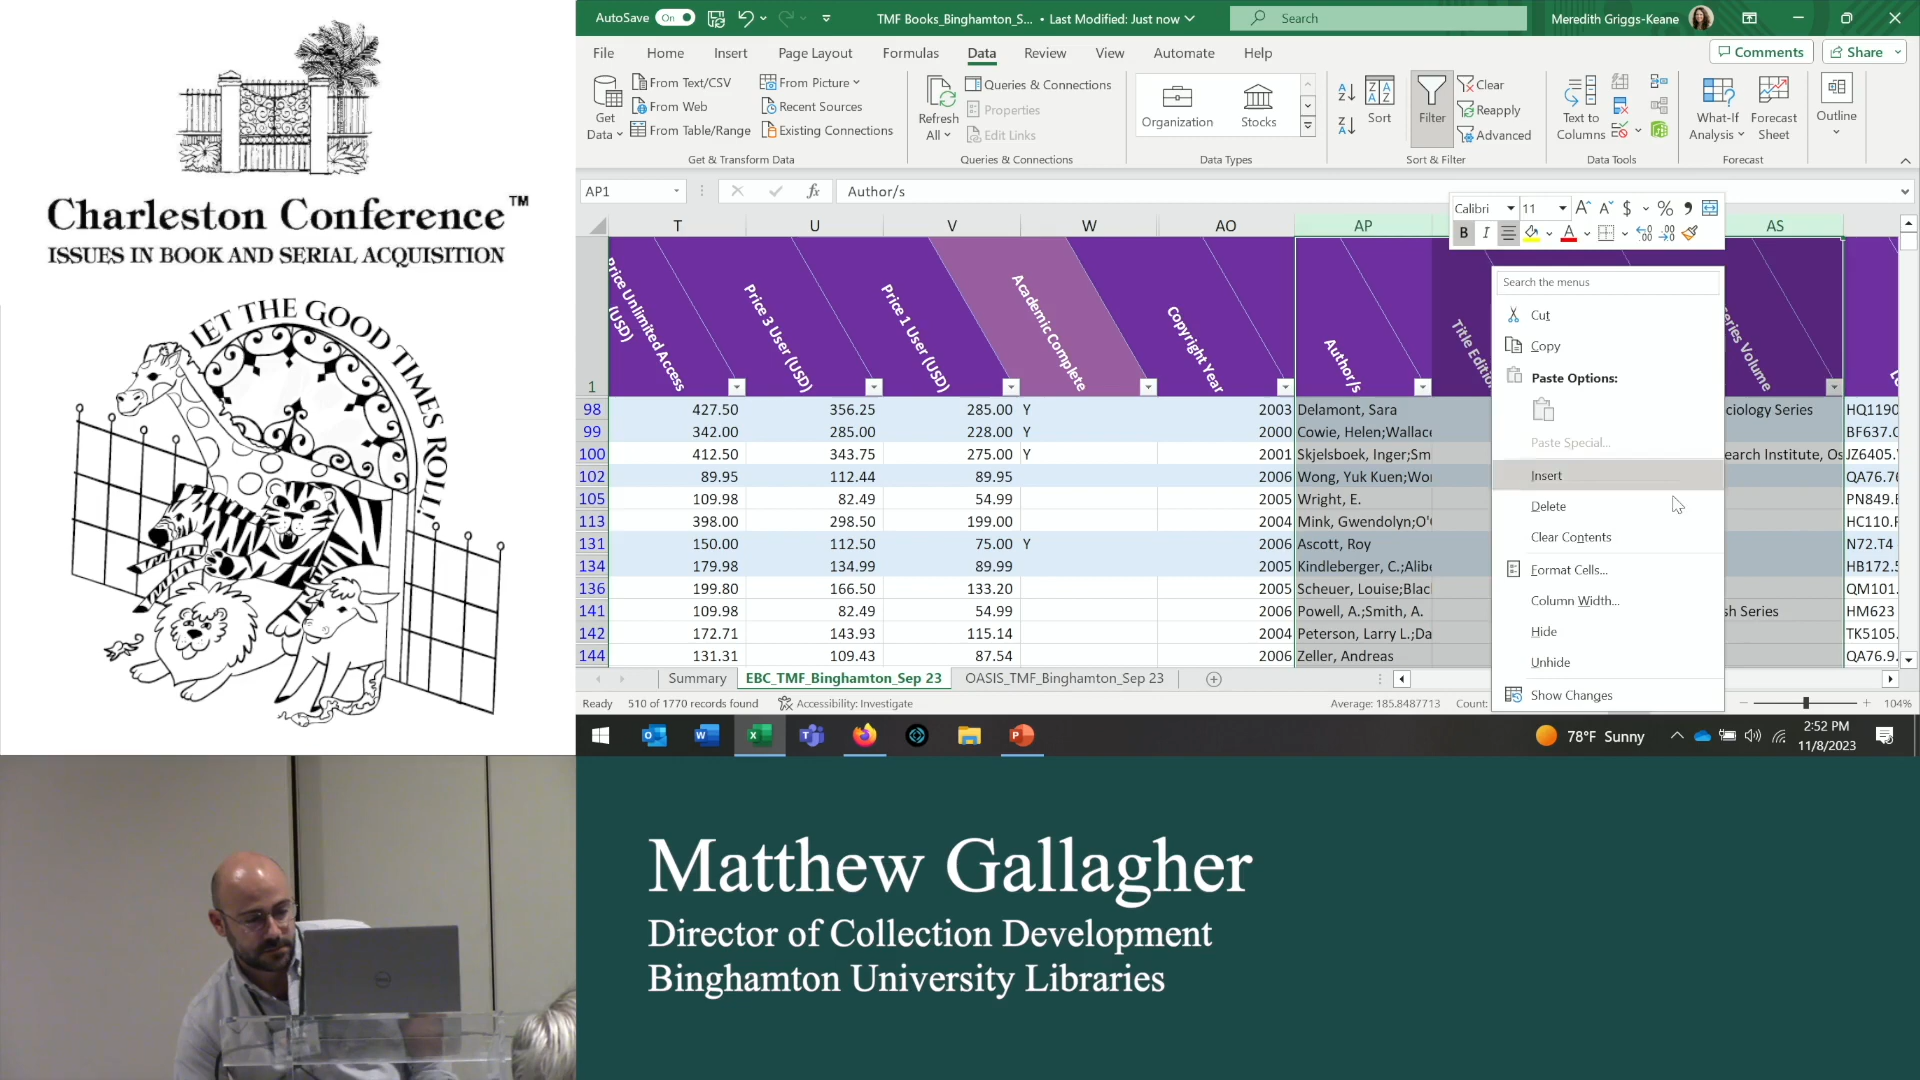 Charleston Conference™
ISSUES IN BOOK AND SERIAL ACQUISITION
LET THE GOOD TIMES ROLL!
AutoSave On
TMF Books_Binghamton_S... • Last Modified: Just now
Search
Meredith Griggs-Keane
File Home Insert Page Layout Formulas Data Review View Automate Help
Comments Share
Get Data
From Text/CSV
From Web
From Table/Range
From Picture
Recent Sources
Existing Connections
Get & Transform Data
Refresh All
Queries & Connections
Properties
Edit Links
Queries & Connections
Organization
Stocks
Data Types
Sort
Filter
Clear
Reapply
Advanced
Sort & Filter
Text to Columns
Data Tools
What-If Analysis
Forecast Sheet
Forecast
Outline
AP1
fx Author/s
Calibri 11
B I
T U V W AO AP AS
1
Price Unlimited Access (USD)
Price 3 User (USD)
Price 1 User (USD)
Academic Complete
Copyright Year
Author/s
Title Edition
Series Volume
98 427.50 356.25 285.00 Y 2003 Delamont, Sara ciology Series HQ1190
99 342.00 285.00 228.00 Y 2000 Cowie, Helen;Wallace BF637.C
100 412.50 343.75 275.00 Y 2001 Skjelsboek, Inger;Sm earch Institute, Os JZ6405.
102 89.95 112.44 89.95 2006 Wong, Yuk Kuen;Wor QA76.76
105 109.98 82.49 54.99 2005 Wright, E. PN849.E
113 398.00 298.50 199.00 2004 Mink, Gwendolyn;O' HC110.P
131 150.00 112.50 75.00 Y 2006 Ascott, Roy N72.T4
134 179.98 134.99 89.99 2005 Kindleberger, C.;Alibe HB172.5
136 199.80 166.50 133.20 2005 Scheuer, Louise;Blac QM101.
141 109.98 82.49 54.99 2006 Powell, A.;Smith, A. sh Series HM623
142 172.71 143.93 115.14 2004 Peterson, Larry L.;Da TK5105.
144 131.31 109.43 87.54 2006 Zeller, Andreas QA76.9.
Search the menus
Cut
Copy
Paste Options:
Paste Special...
Insert
Delete
Clear Contents
Format Cells...
Column Width...
Hide
Unhide
Show Changes
Summary EBC_TMF_Binghamton_Sep 23 OASIS_TMF_Binghamton_Sep 23
Ready 510 of 1770 records found Accessibility: Investigate
Average: 185.8487713 Count:
104%
78°F Sunny
2:52 PM
11/8/2023
Matthew Gallagher
Director of Collection Development
Binghamton University Libraries